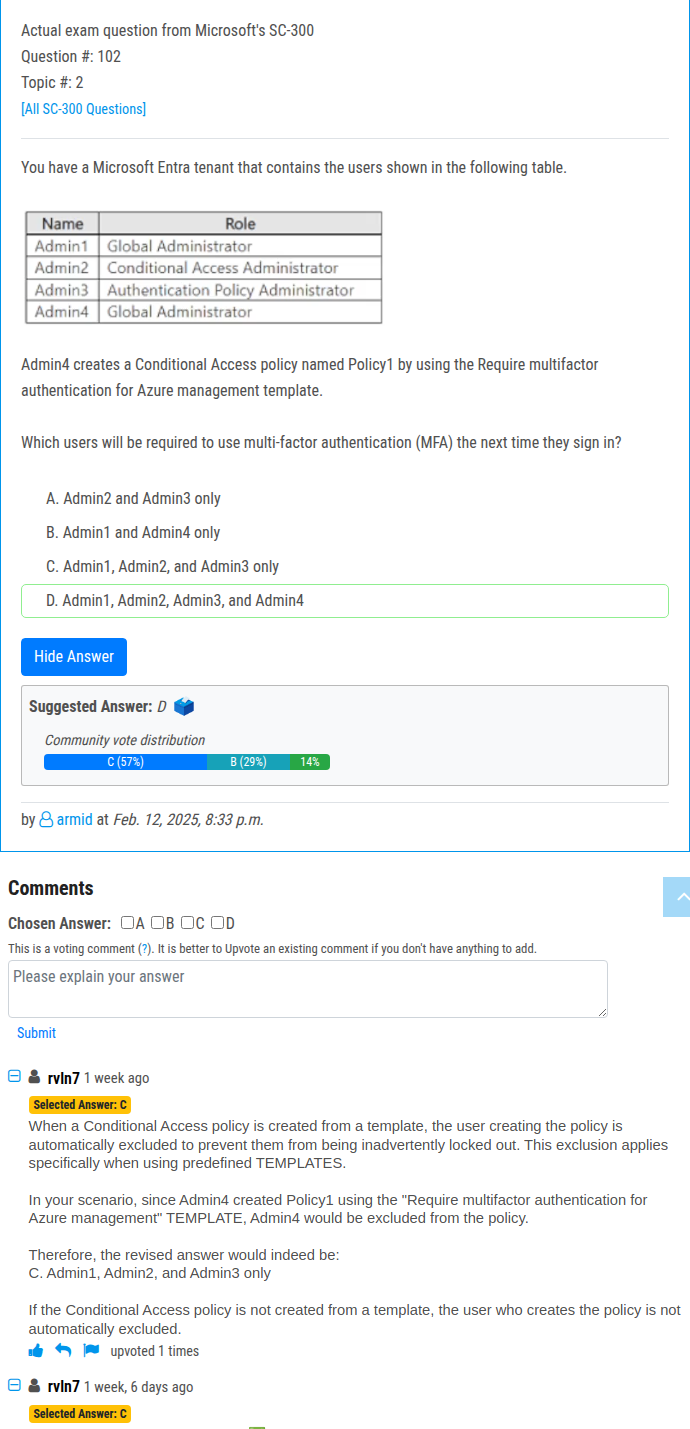 Actual exam question from Microsoft's SC-300
Question #: 102
Topic #: 2
[All SC-300 Questions]
You have a Microsoft Entra tenant that contains the users shown in the following table.
Name Role
Admin1 Global Administrator
Admin2 Conditional Access Administrator
Admin3 Authentication Policy Administrator
Admin4 Global Administrator
Admin4 creates a Conditional Access policy named Policy1 by using the Require multifactor
authentication for Azure management template.
Which users will be required to use multi-factor authentication (MFA) the next time they sign in?
A. Admin2 and Admin3 only
B. Admin1 and Admin4 only
C. Admin1, Admin2, and Admin3 only
D. Admin1, Admin2, Admin3, and Admin4
Hide Answer
Suggested Answer: D
Community vote distribution
C (57%) B (29%) 14%
by armid at Feb. 12, 2025, 8:33 p.m.
Comments
Chosen Answer: A B C D
This is a voting comment (?). It is better to Upvote an existing comment if you don't have anything to add.
Please explain your answer
Submit
rvln7 1 week ago
Selected Answer: C
When a Conditional Access policy is created from a template, the user creating the policy is
automatically excluded to prevent them from being inadvertently locked out. This exclusion applies
specifically when using predefined TEMPLATES.
In your scenario, since Admin4 created Policy1 using the "Require multifactor authentication for
Azure management" TEMPLATE, Admin4 would be excluded from the policy.
Therefore, the revised answer would indeed be:
C. Admin1, Admin2, and Admin3 only
If the Conditional Access policy is not created from a template, the user who creates the policy is not
automatically excluded.
upvoted 1 times
rvln7 1 week, 6 days ago
Selected Answer: C